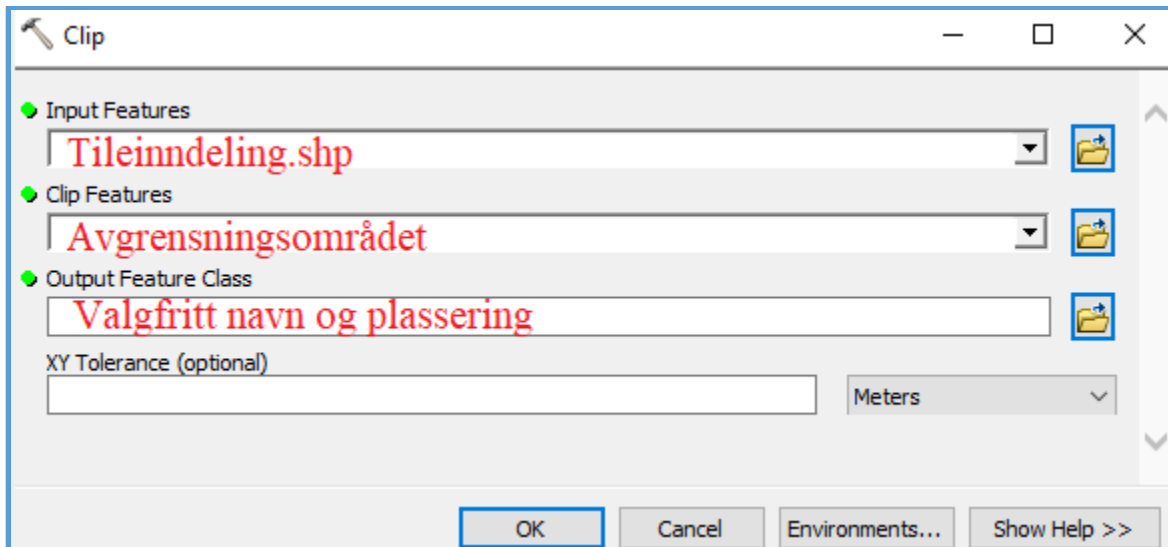 Clip
Input Features
Tileinndeling.shp
Clip Features
Avgrensningsområdet
Output Feature Class
Valgfritt navn og plassering
XY Tolerance (optional)
Meters
OK Cancel Environments... Show Help >>